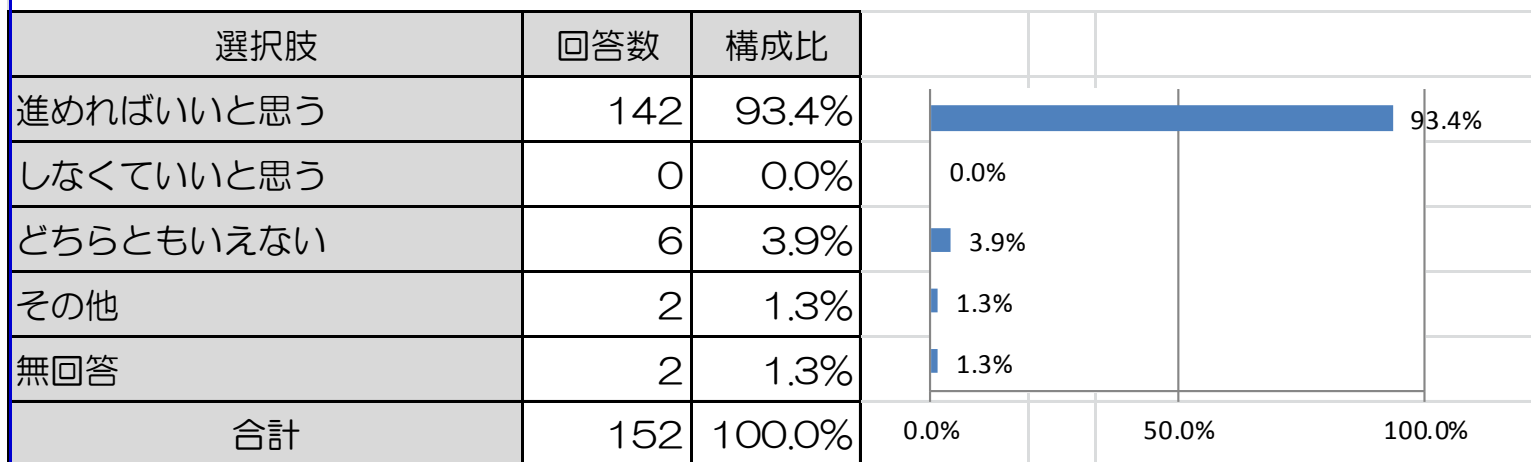 選択肢 回答数 構成比
進めればいいと思う 142 93.4%
しなくていいと思う 0 0.0%
どちらともいえない 6 3.9%
その他 2 1.3%
無回答 2 1.3%
合計 152 100.0%
93.4%
0.0%
3.9%
1.3%
1.3%
0.0% 50.0% 100.0%